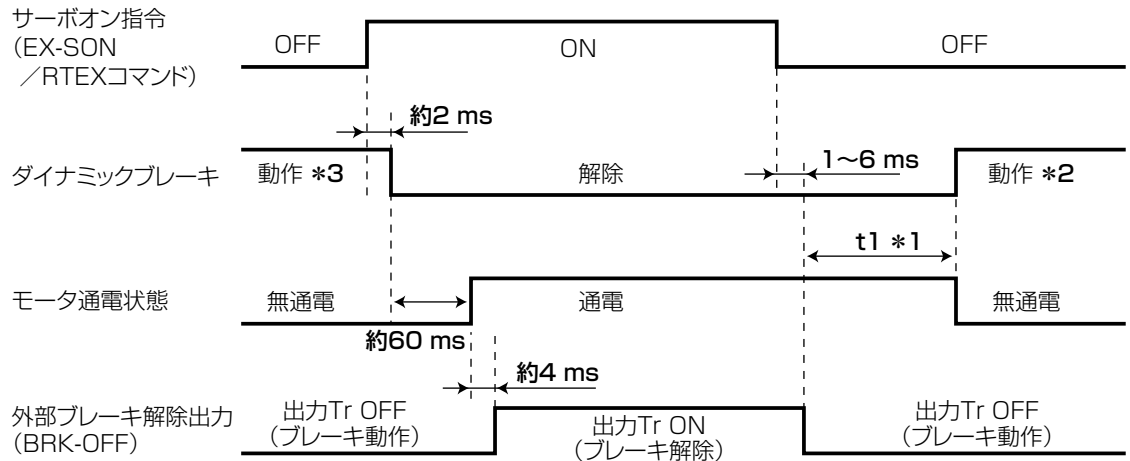 サーボオン指令
（EX-SON
／RTEXコマンド）
OFF
ON
OFF
約2 ms
ダイナミックブレーキ
動作 *3
解除
1～6 ms
動作 *2
t1 *1
モータ通電状態
無通電
通電
無通電
約60 ms
約4 ms
外部ブレーキ解除出力
（BRK-OFF）
出力Tr OFF
（ブレーキ動作）
出力Tr ON
（ブレーキ解除）
出力Tr OFF
（ブレーキ動作）